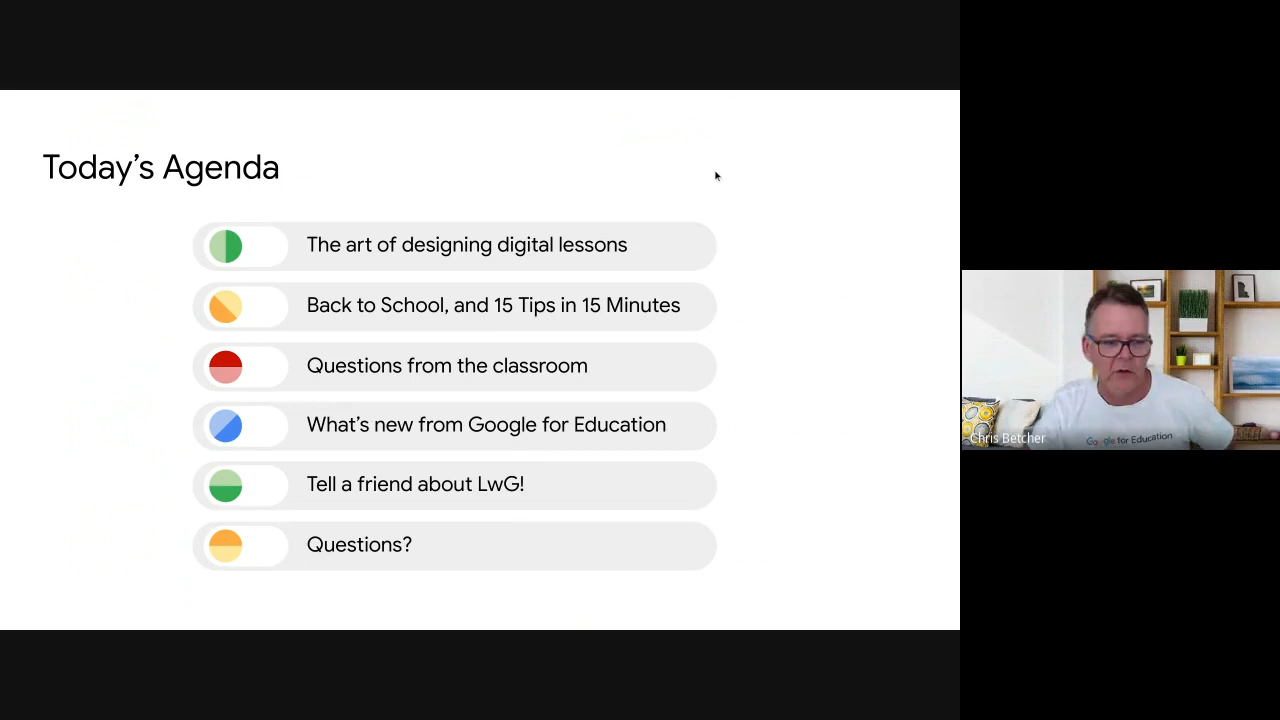 Today’s Agenda
The art of designing digital lessons
Back to School, and 15 Tips in 15 Minutes
Questions from the classroom
What’s new from Google for Education
Tell a friend about LwG!
Questions?
Chris Betcher
Google for Education